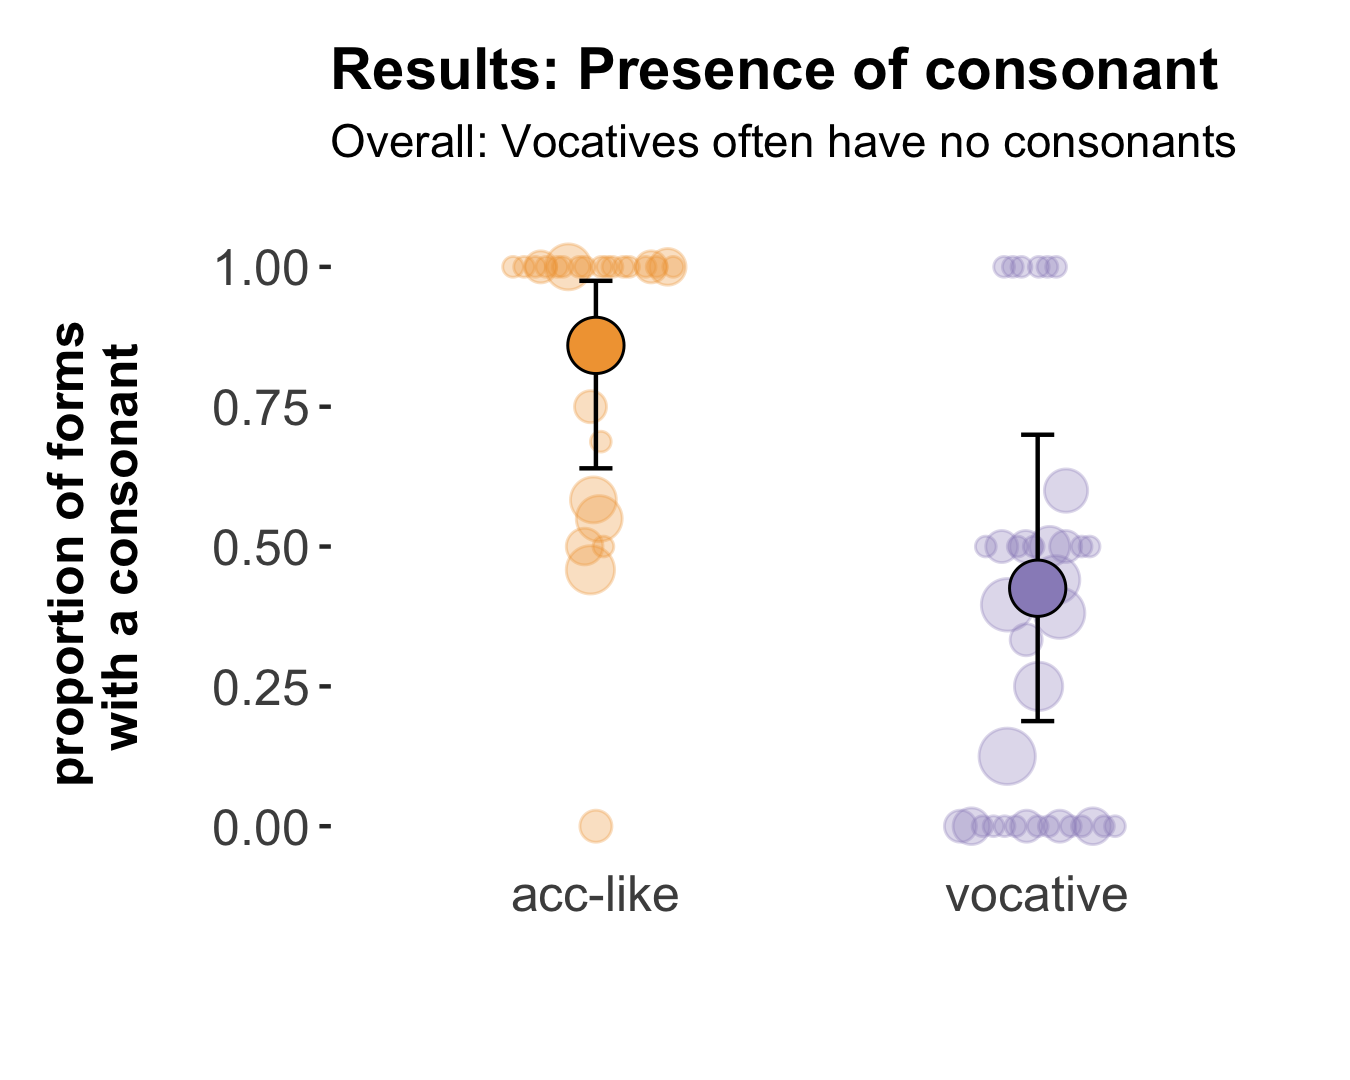 Results: Presence of consonant
Overall: Vocatives often have no consonants
proportion of forms
with a consonant
1.00
0.75
0.50
0.25
0.00
acc-like
vocative